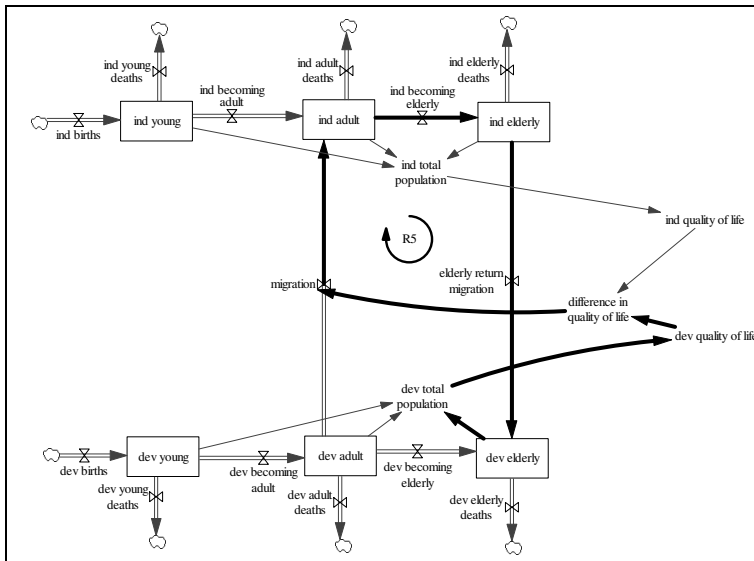 ind young
deaths
ind adult
deaths
ind elderly
deaths
ind becoming
adult
ind becoming
elderly
ind births
ind young
ind adult
ind elderly
ind total
population
ind quality of life
R5
migration
elderly return
migration
difference in
quality of life
dev quality of life
dev total
population
dev births
dev young
dev adult
dev elderly
dev becoming
adult
dev becoming
elderly
dev young
deaths
dev adult
deaths
dev elderly
deaths